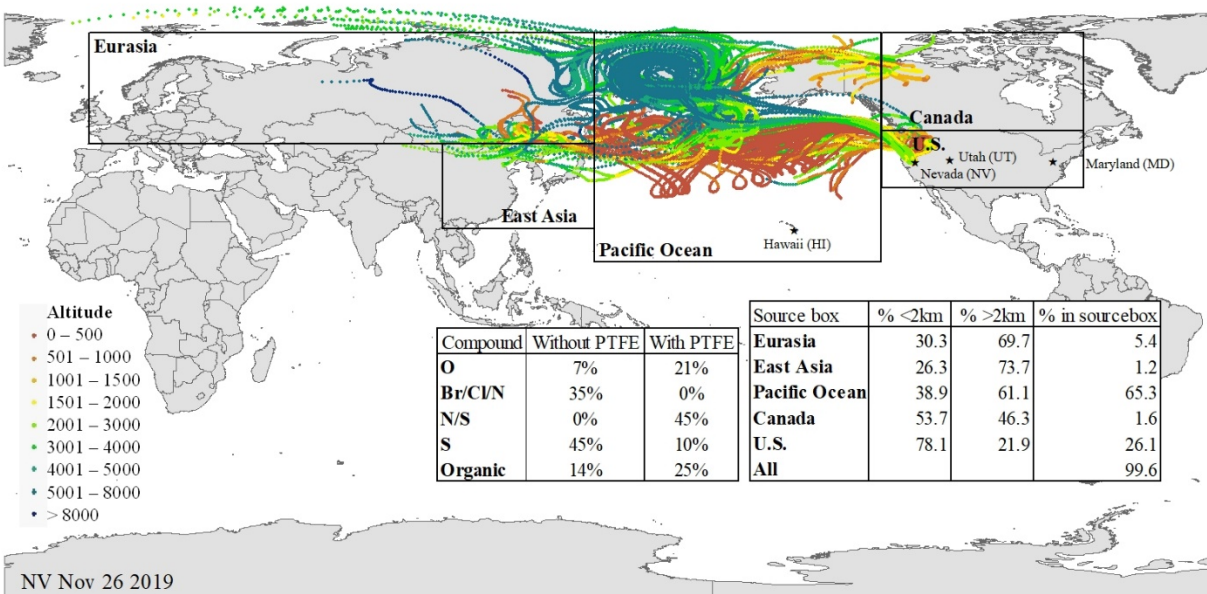 Eurasia
Canada
U.S.
Utah (UT)
Maryland (MD)
Nevada (NV)
East Asia
Hawaii (HI)
Pacific Ocean
Altitude
0 – 500
501 – 1000
1001 – 1500
1501 – 2000
2001 – 3000
3001 – 4000
4001 – 5000
5001 – 8000
> 8000
Compound Without PTFE With PTFE
O 7% 21%
Br/Cl/N 35% 0%
N/S 0% 45%
S 45% 10%
Organic 14% 25%
Source box % <2km % >2km % in sourcebox
Eurasia 30.3 69.7 5.4
East Asia 26.3 73.7 1.2
Pacific Ocean 38.9 61.1 65.3
Canada 53.7 46.3 1.6
U.S. 78.1 21.9 26.1
All 99.6
NV Nov 26 2019